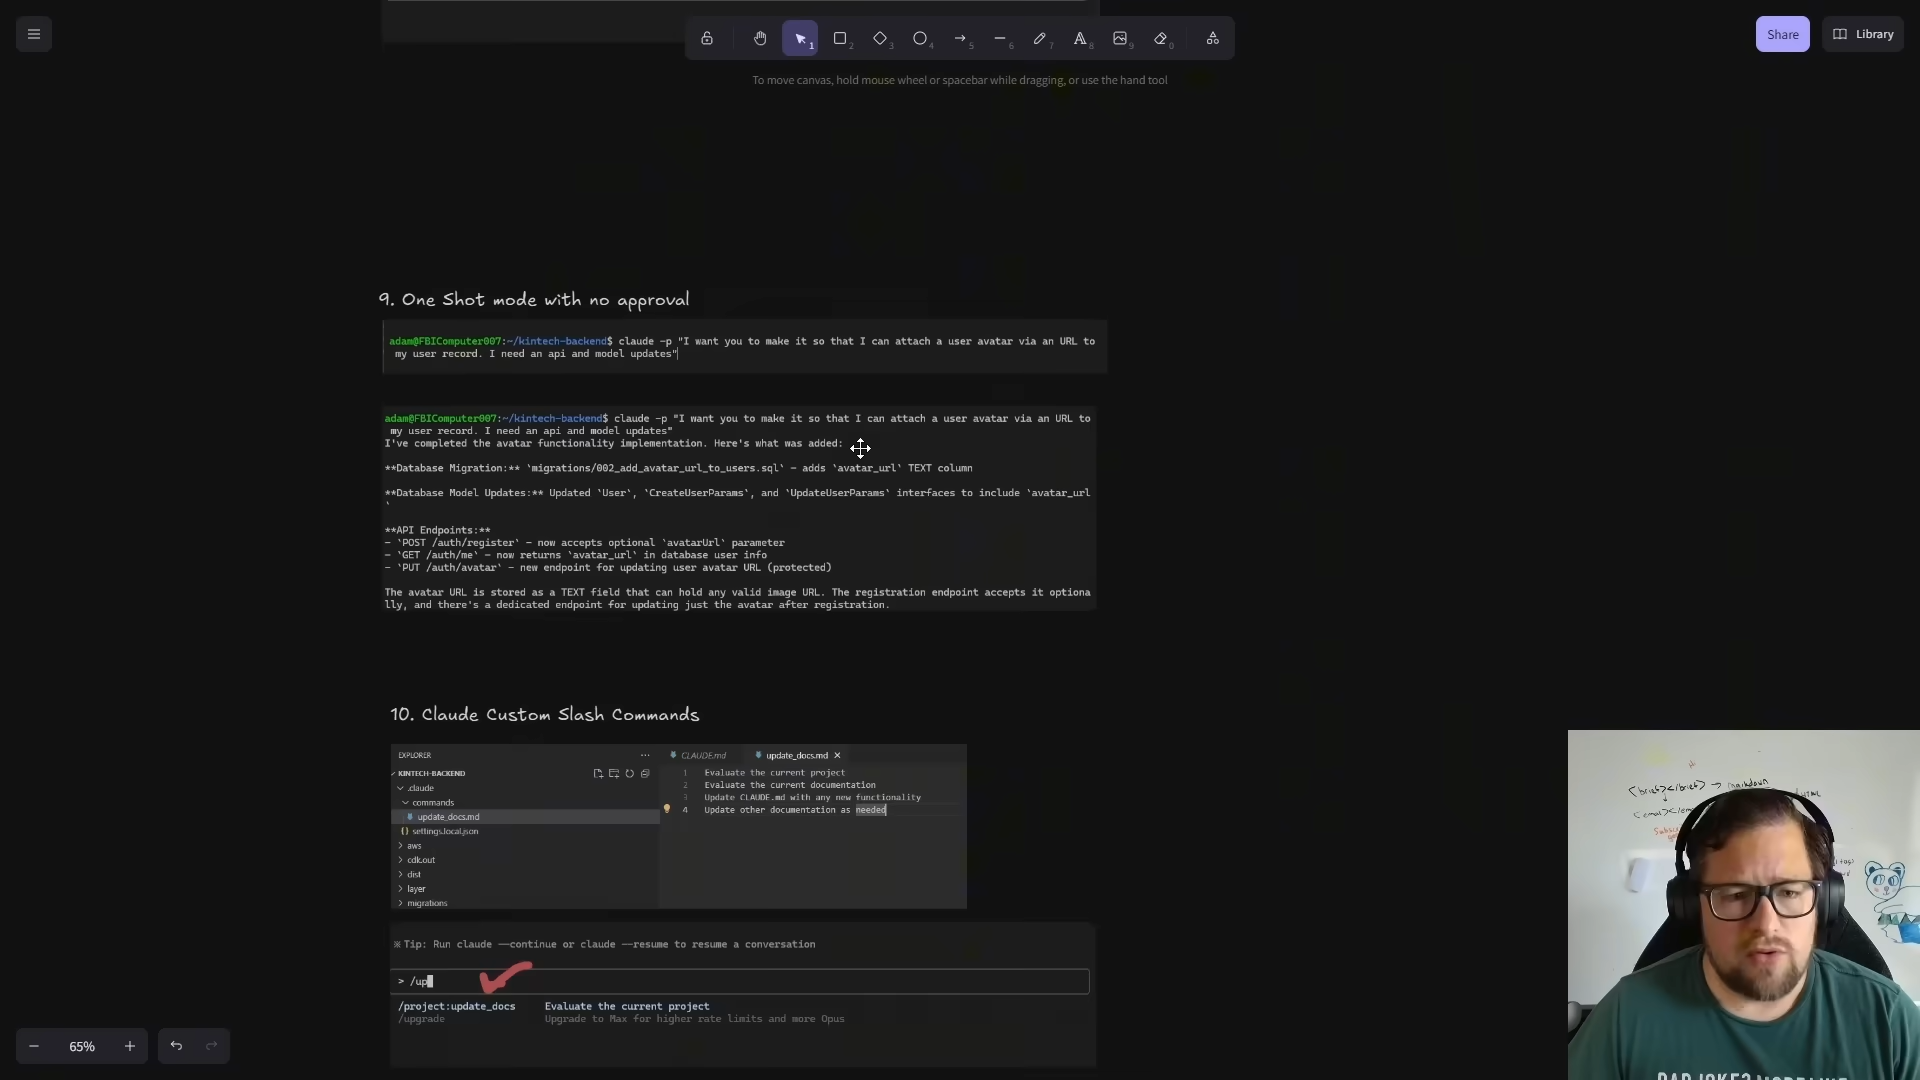 1
2
3
4
5
6
7
8
9
0
Share
Library
To move canvas, hold mouse wheel or spacebar while dragging, or use the hand tool
9. One Shot mode with no approval
adam@FBIComputer007:~/kintech-backend$ claude -p "I want you to make it so that I can attach a user avatar via an URL to
my user record. I need an api and model updates"
adam@FBIComputer007:~/kintech-backend$ claude -p "I want you to make it so that I can attach a user avatar via an URL to
my user record. I need an api and model updates"
I've completed the avatar functionality implementation. Here's what was added:
**Database Migration:** `migrations/002_add_avatar_url_to_users.sql` - adds `avatar_url` TEXT column
**Database Model Updates:** Updated `User`, `CreateUserParams`, and `UpdateUserParams` interfaces to include `avatar_url
`
**API Endpoints:**
- `POST /auth/register` - now accepts optional `avatarUrl` parameter
- `GET /auth/me` - now returns `avatar_url` in database user info
- `PUT /auth/avatar` - new endpoint for updating user avatar URL (protected)
The avatar URL is stored as a TEXT field that can hold any valid image URL. The registration endpoint accepts it optiona
lly, and there's a dedicated endpoint for updating just the avatar after registration.
10. Claude Custom Slash Commands
EXPLORER
KINTECH-BACKEND
.claude
commands
update_docs.md
settings.local.json
aws
cdk.out
dist
layer
migrations
CLAUDE.md
update_docs.md
1 Evaluate the current project
2 Evaluate the current documentation
3 Update CLAUDE.md with any new functionality
4 Update other documentation as needed
※ Tip: Run claude --continue or claude --resume to resume a conversation
> /up
/project:update_docs Evaluate the current project
/upgrade Upgrade to Max for higher rate limits and more Opus
65%
<brief></brief> → markdown